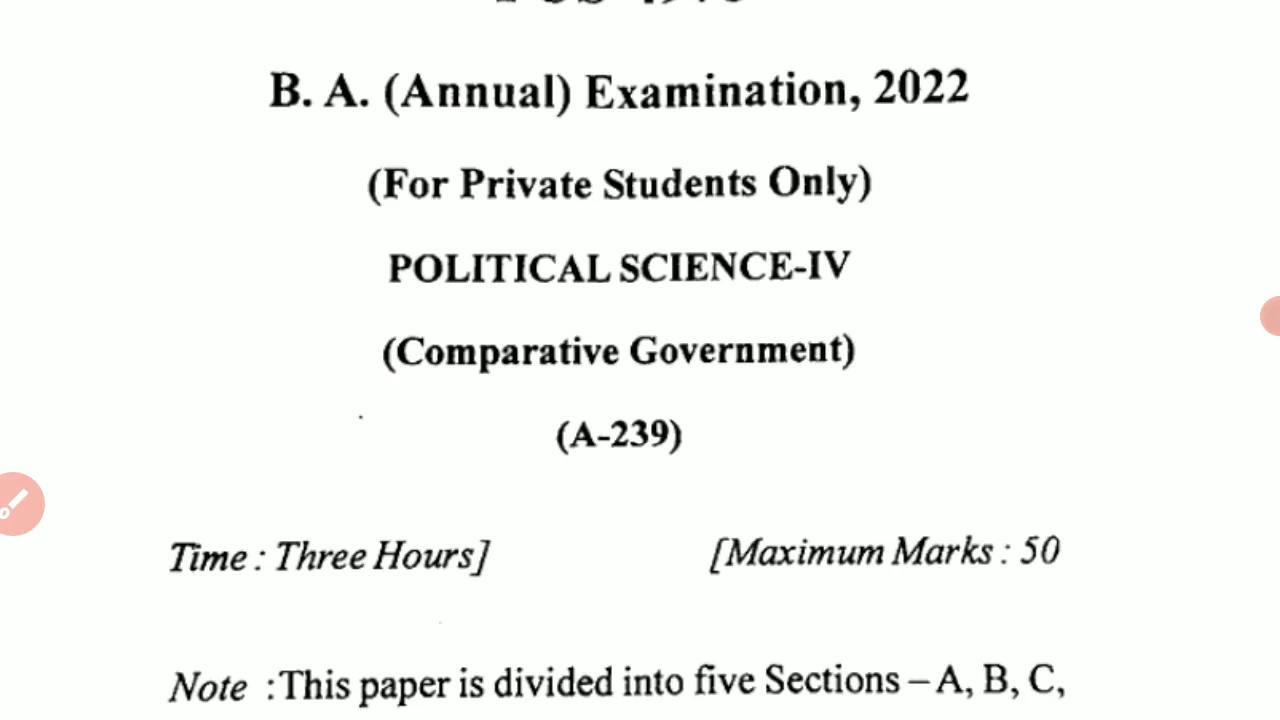 B. A. (Annual) Examination, 2022
(For Private Students Only)
POLITICAL SCIENCE-IV
(Comparative Government)
(A-239)
Time : Three Hours] [Maximum Marks : 50
Note : This paper is divided into five Sections – A, B, C,